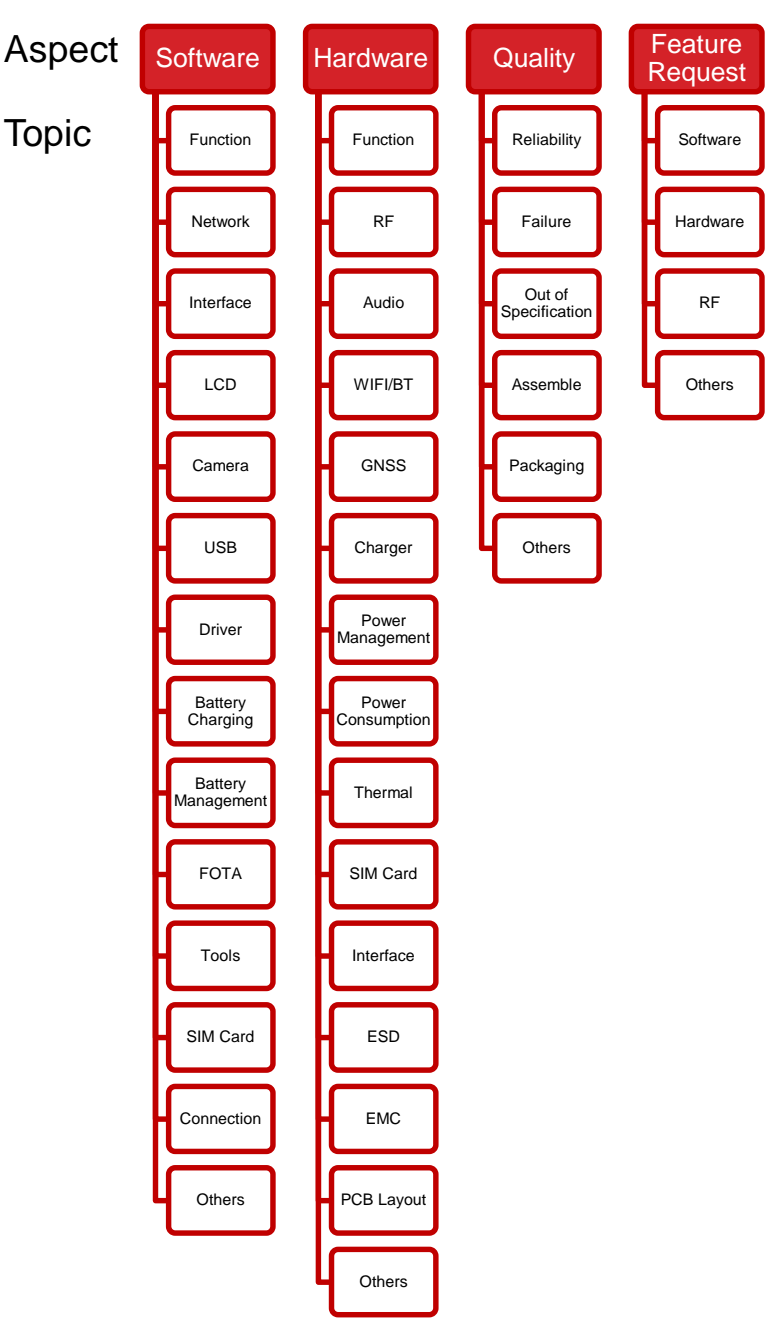 Aspect
Software
Hardware
Quality
Feature
Request
Topic
Function
Network
Interface
LCD
Camera
USB
Driver
Battery
Charging
Battery
Management
FOTA
Tools
SIM Card
Connection
Others
Function
RF
Audio
WIFI/BT
GNSS
Charger
Power
Management
Power
Consumption
Thermal
SIM Card
Interface
ESD
EMC
PCB Layout
Others
Reliability
Failure
Out of
Specification
Assemble
Packaging
Others
Software
Hardware
RF
Others